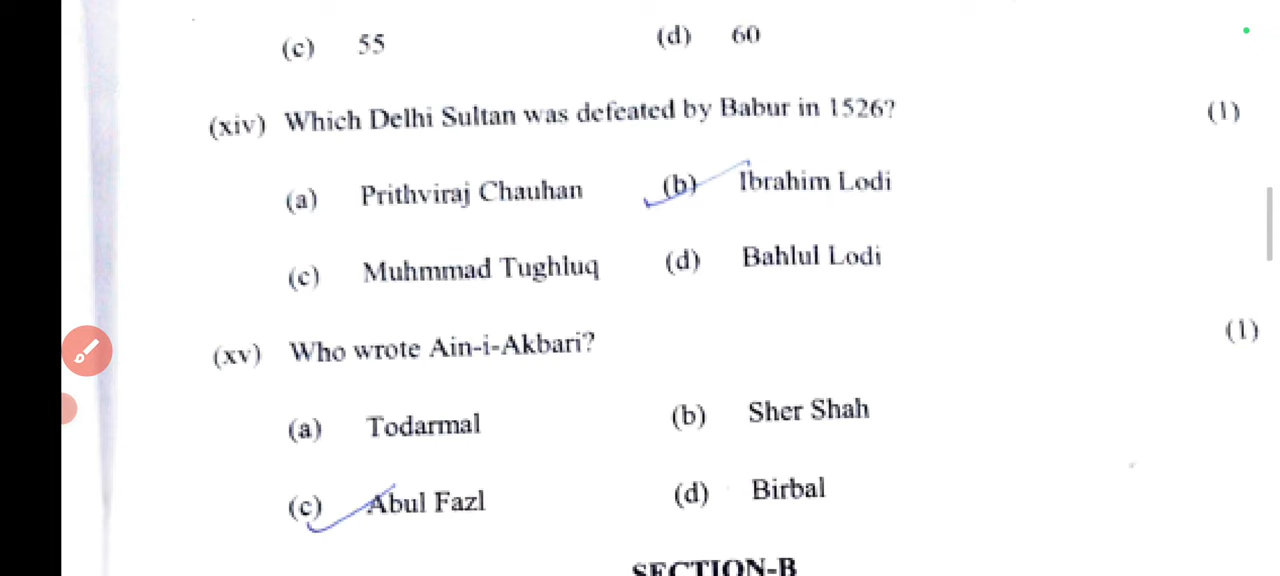 (c) 55 (d) 60
(xiv) Which Delhi Sultan was defeated by Babur in 1526? (1)
(a) Prithviraj Chauhan (b) Ibrahim Lodi
(c) Muhmmad Tughluq (d) Bahlul Lodi
(xv) Who wrote Ain-i-Akbari? (1)
(a) Todarmal (b) Sher Shah
(c) Abul Fazl (d) Birbal
SECTION-B